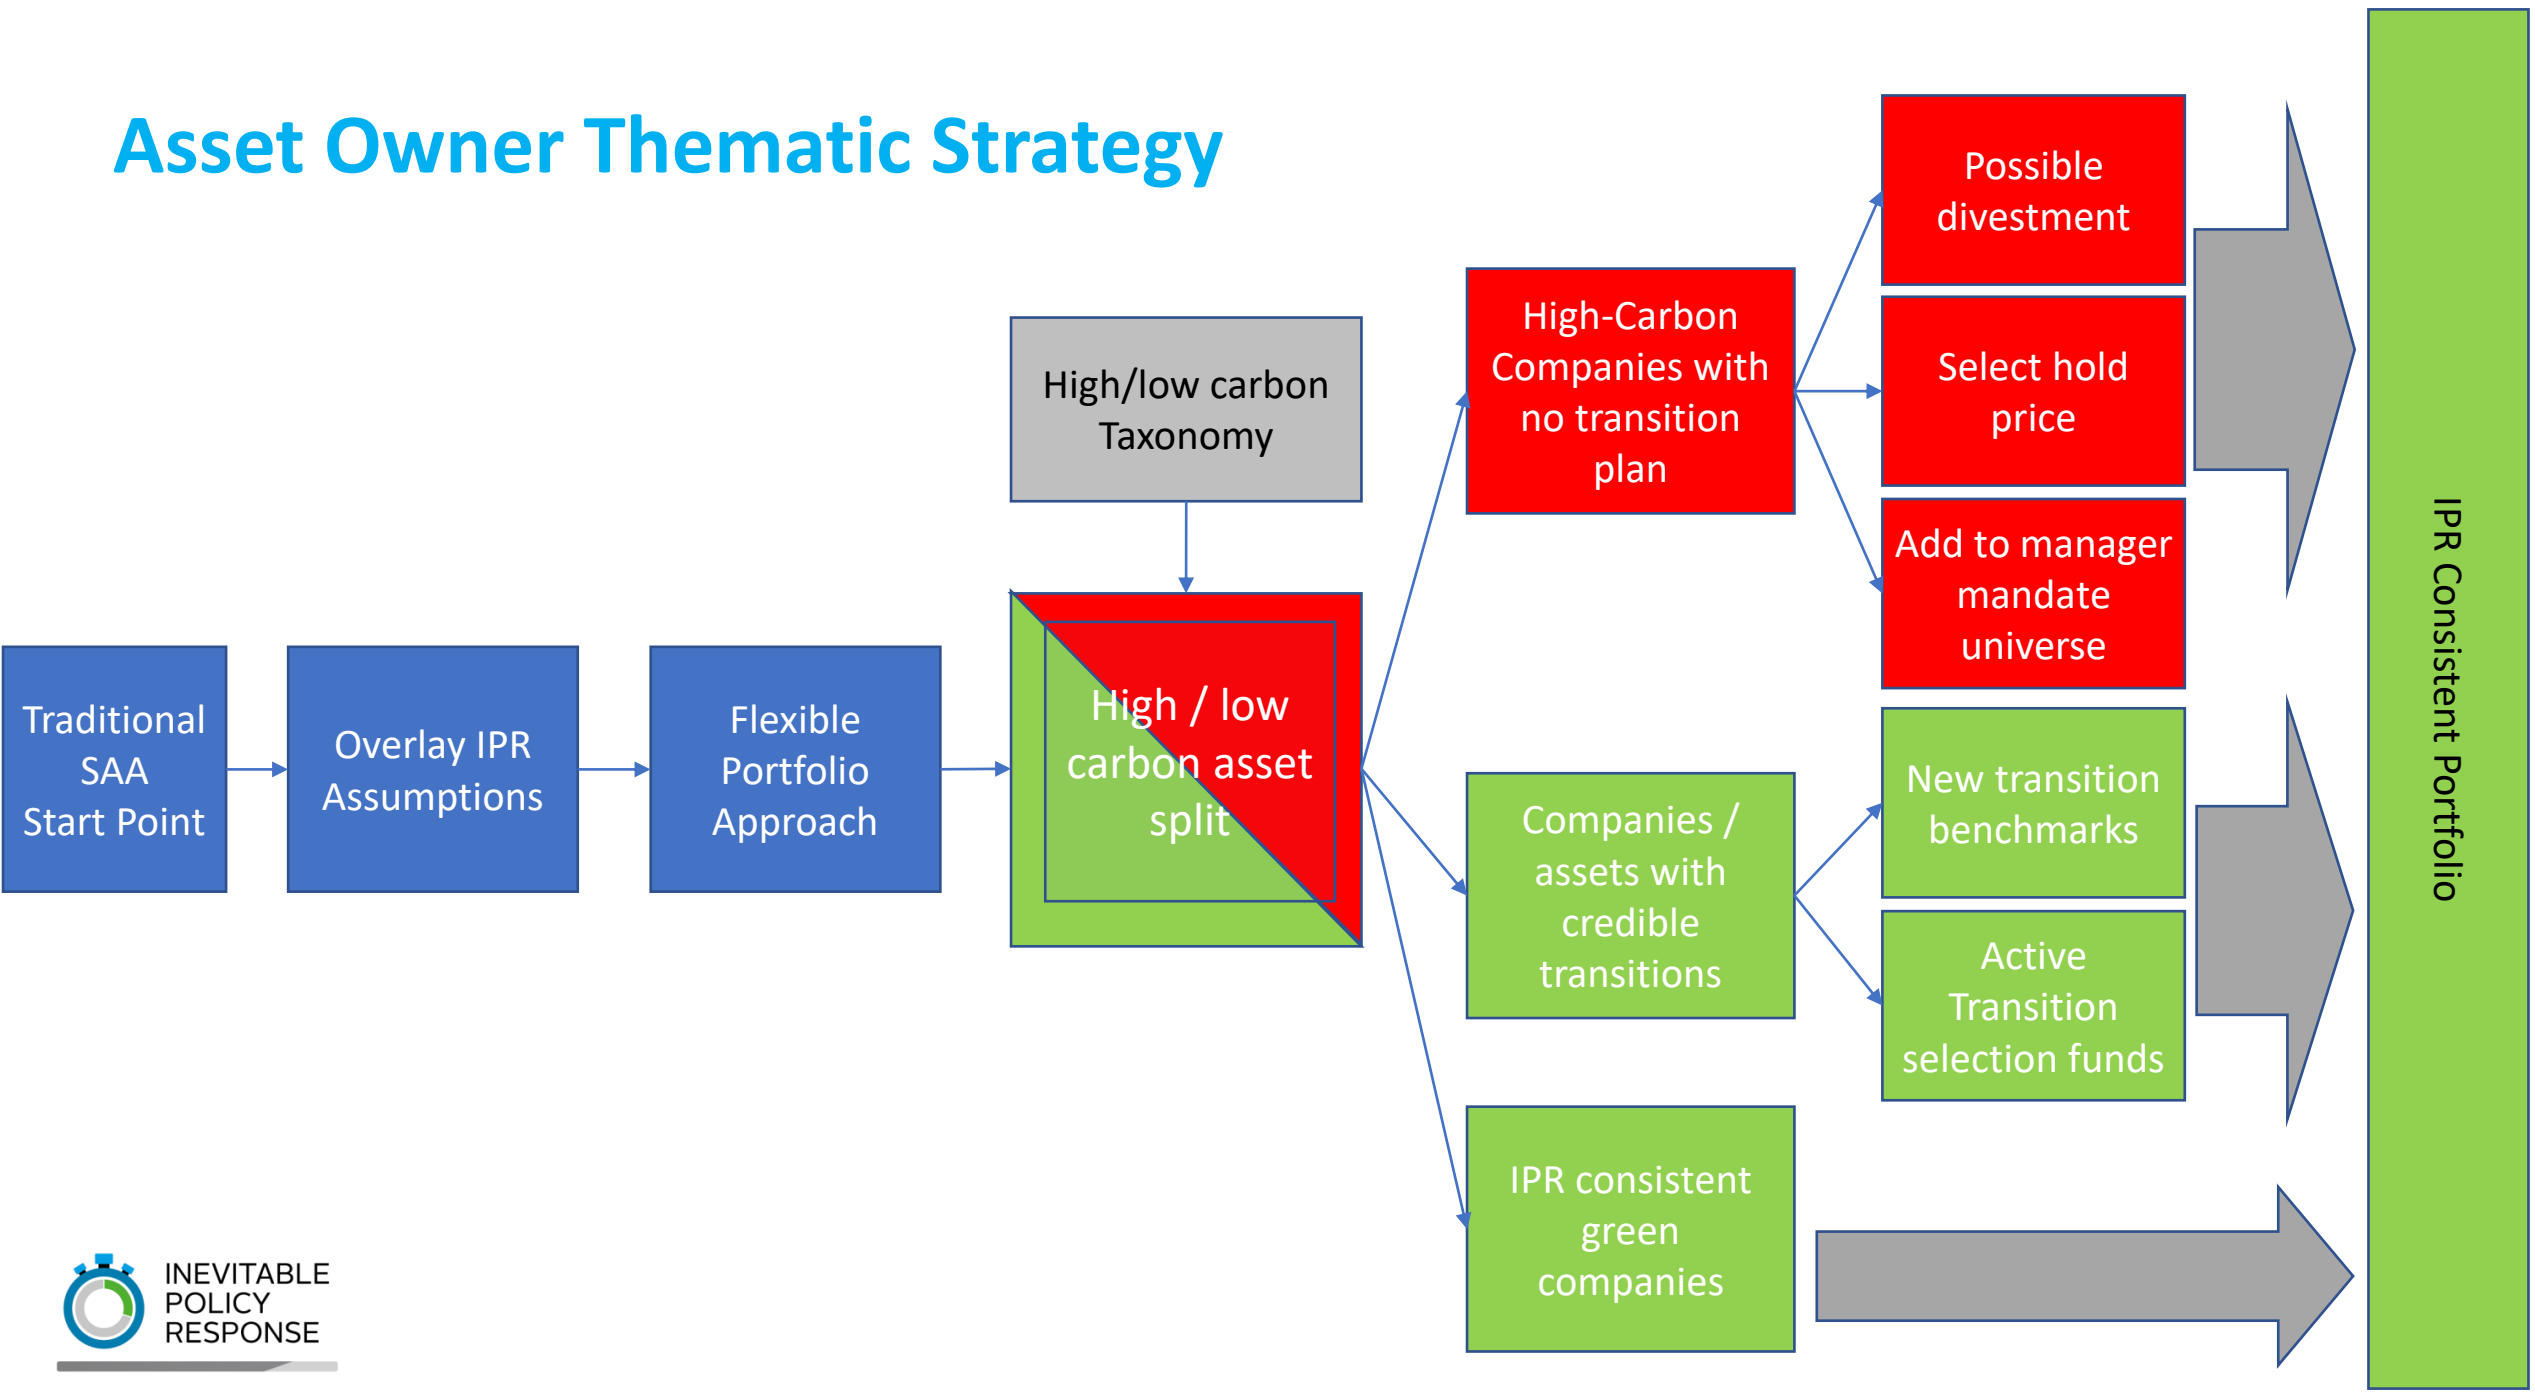 Asset Owner Thematic Strategy
Traditional
SAA
Start Point
Overlay IPR
Assumptions
Flexible
Portfolio
Approach
High/low carbon
Taxonomy
High / low
carbon asset
split
High-Carbon
Companies with
no transition
plan
Possible
divestment
Select hold
price
Add to manager
mandate
universe
Companies /
assets with
credible
transitions
New transition
benchmarks
Active
Transition
selection funds
IPR consistent
green
companies
IPR Consistent Portfolio
INEVITABLE
POLICY
RESPONSE